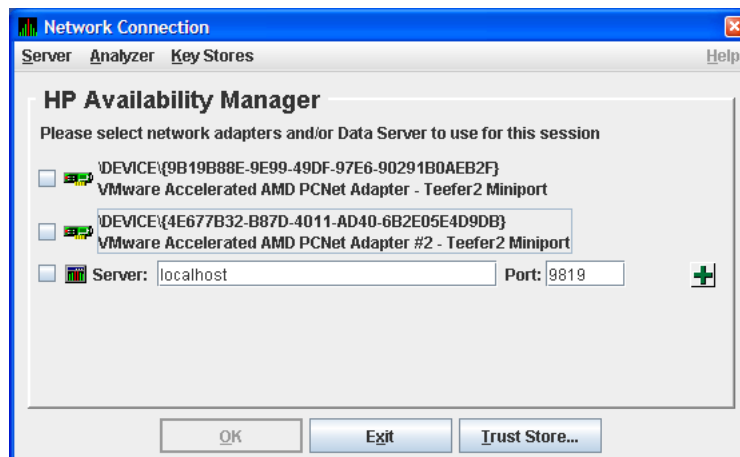 Network Connection
Server Analyzer Key Stores Help
HP Availability Manager
Please select network adapters and/or Data Server to use for this session
\DEVICE\{9B19B88E-9E99-49DF-97E6-90291B0AEB2F}
VMware Accelerated AMD PCNet Adapter - Teefer2 Miniport
\DEVICE\{4E677B32-B87D-4011-AD40-6B2E05E4D9DB}
VMware Accelerated AMD PCNet Adapter #2 - Teefer2 Miniport
Server: localhost Port: 9819
OK Exit Trust Store...